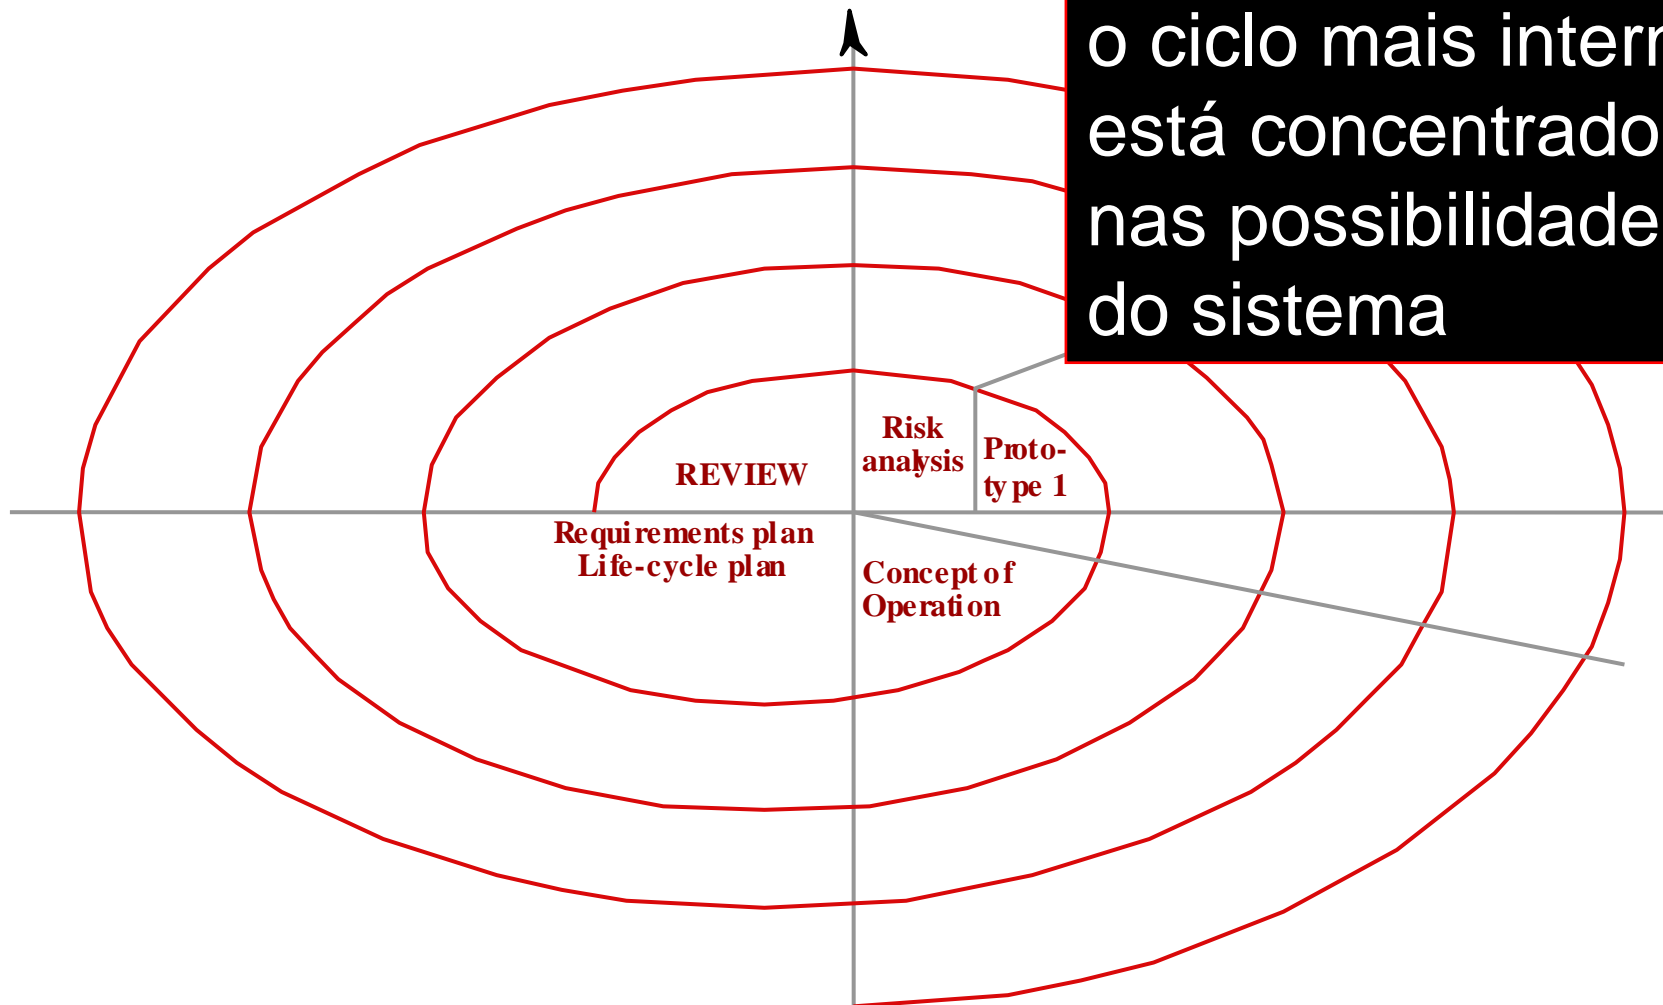 está concentrado
nas possibilidade
do sistema
o ciclo mais
Risk
analysis
Proto-
type 1
REVIEW
Requirements plan
Life-cycle plan
Concept of
Operation